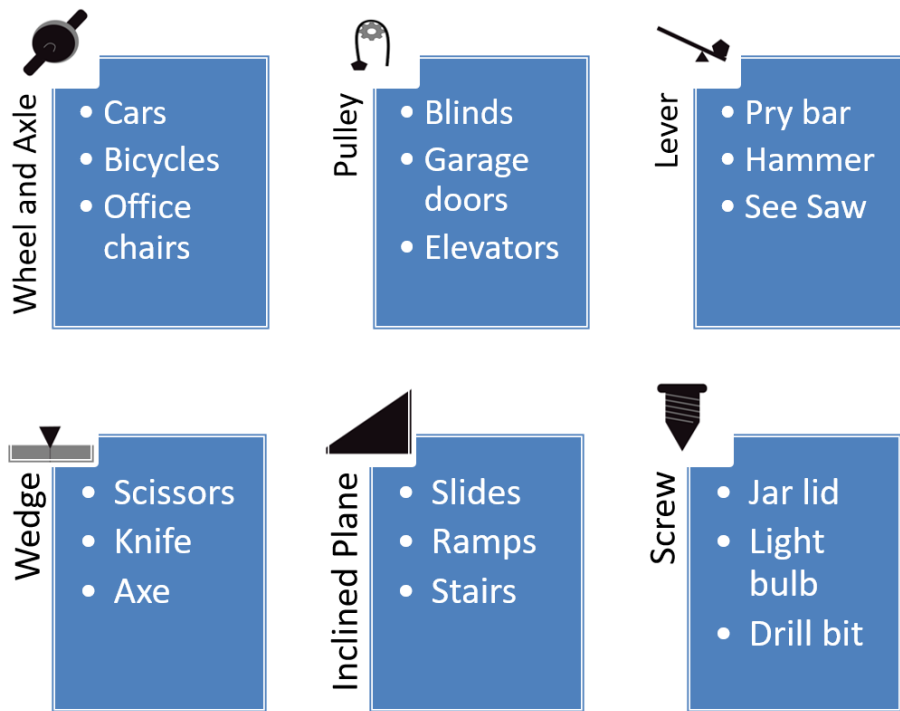 Wheel and Axle
• Cars
• Bicycles
• Office
chairs
Pulley
• Blinds
• Garage
doors
• Elevators
Lever
• Pry bar
• Hammer
• See Saw
Wedge
• Scissors
• Knife
• Axe
Inclined Plane
• Slides
• Ramps
• Stairs
Screw
• Jar lid
• Light
bulb
• Drill bit